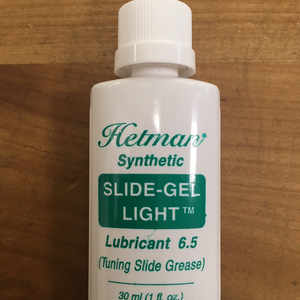 Hetman
Synthetic
SLIDE-GEL
LIGHT™
Lubricant 6.5
(Tuning Slide Grease)
30 ml (1 fl. oz.)